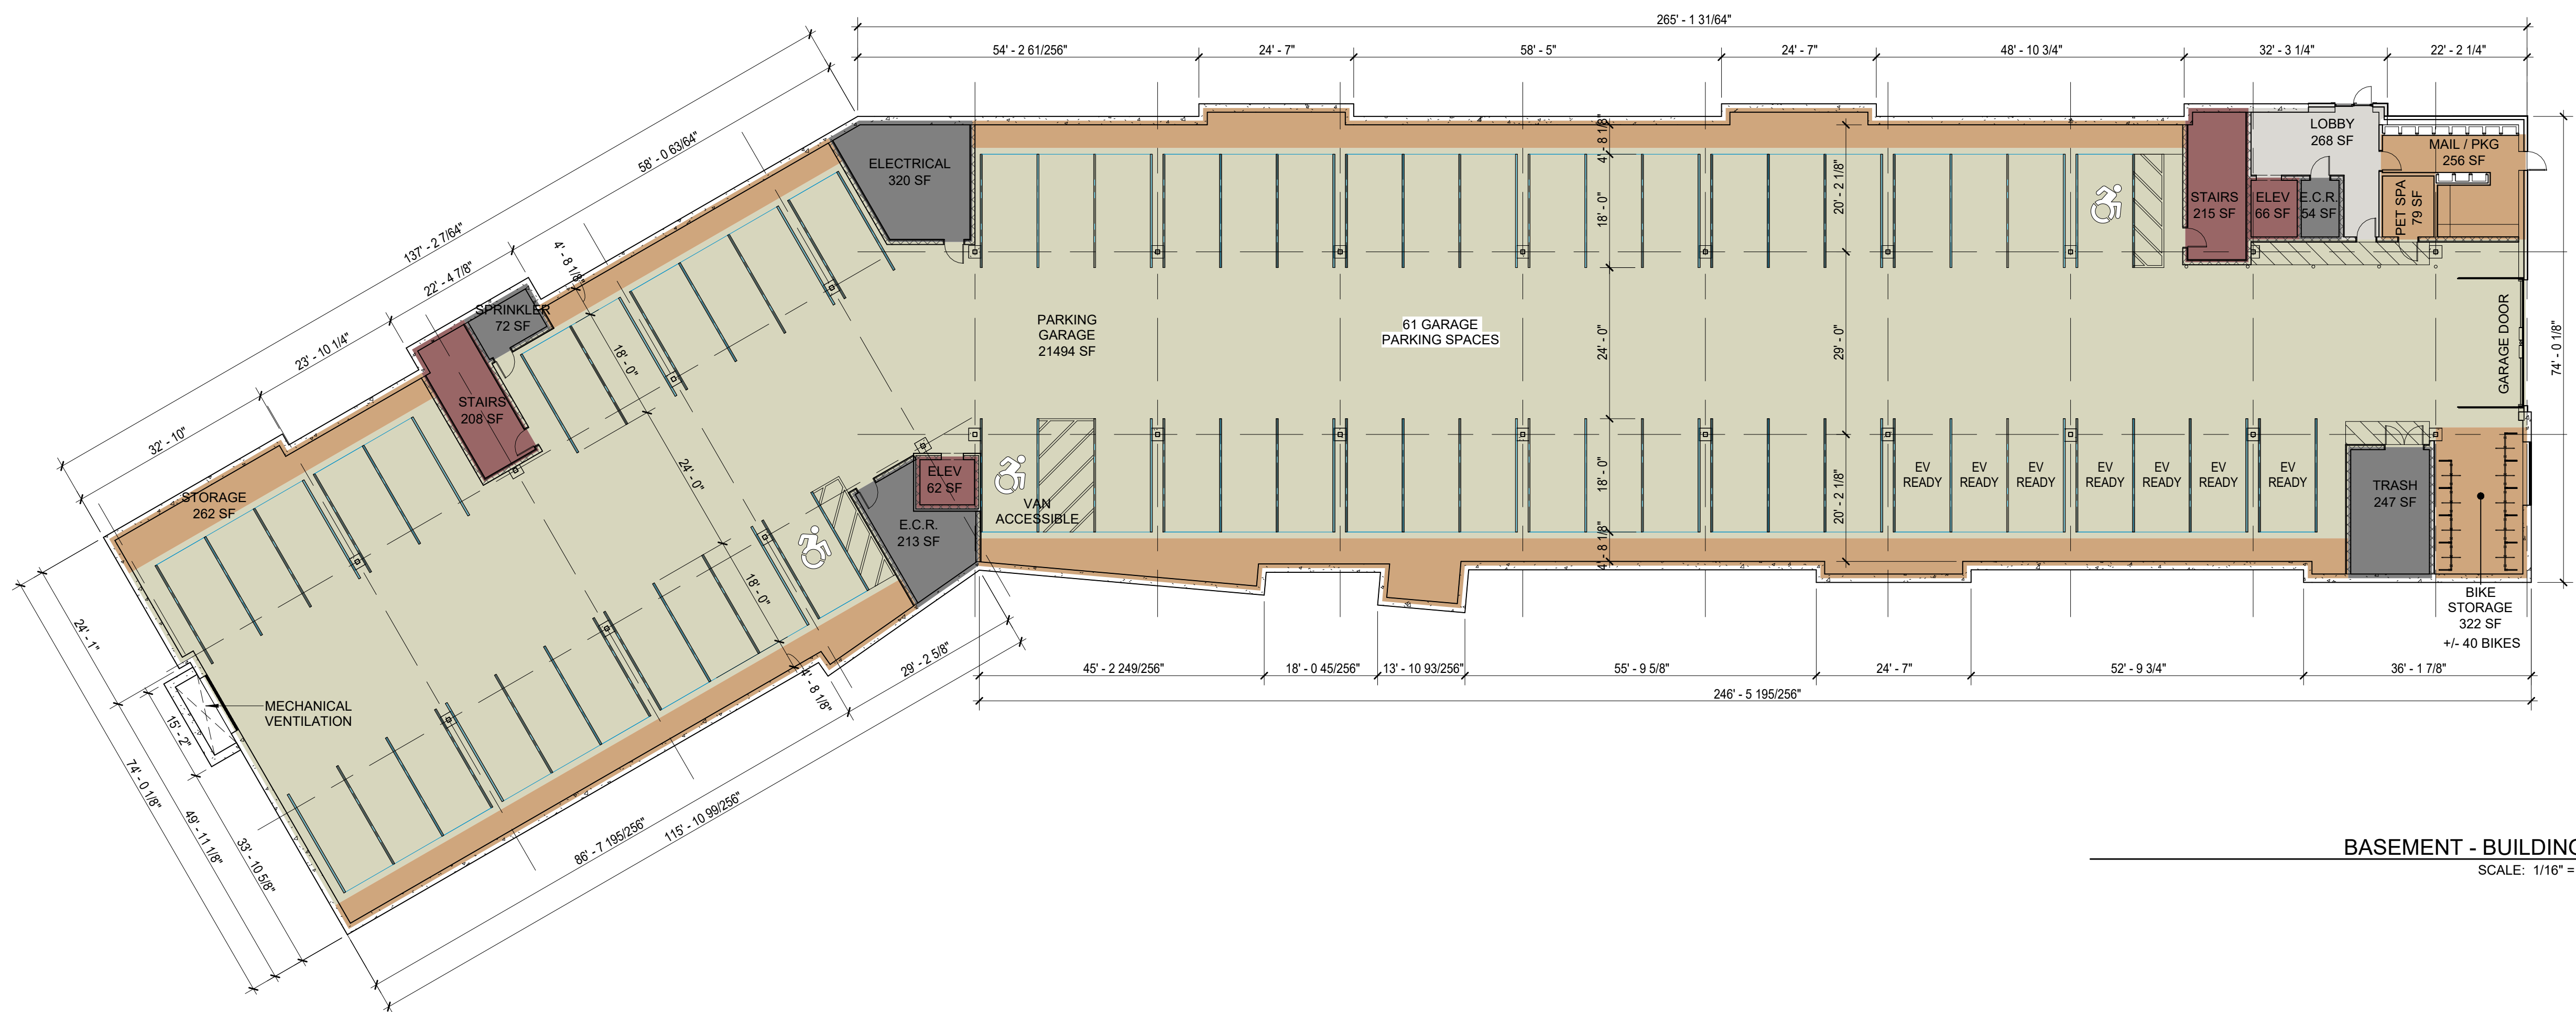 265' - 1 31/64"
54' - 2 61/256"
24' - 7"
58' - 5"
24' - 7"
48' - 10 3/4"
32' - 3 1/4"
22' - 2 1/4"
137' - 2 7/64"
58' - 0 63/64"
22' - 4 7/8"
23' - 10 1/4"
32' - 10"
4' - 8 1/8"
18' - 0"
24' - 0"
18' - 0"
4' - 8 1/8"
ELECTRICAL
320 SF
SPRINKLER
72 SF
STAIRS
208 SF
STORAGE
262 SF
ELEV
62 SF
E.C.R.
213 SF
VAN
ACCESSIBLE
MECHANICAL
VENTILATION
PARKING
GARAGE
21494 SF
61 GARAGE
PARKING SPACES
4' - 8 1/8"
18' - 0"
24' - 0"
18' - 0"
4' - 8 1/8"
20' - 2 1/8"
29' - 0"
20' - 2 1/8"
STAIRS
215 SF
ELEV
66 SF
E.C.R.
54 SF
LOBBY
268 SF
MAIL / PKG
256 SF
PET SPA
79 SF
GARAGE DOOR
74' - 0 1/8"
EV
READY
EV
READY
EV
READY
EV
READY
EV
READY
EV
READY
EV
READY
TRASH
247 SF
BIKE
STORAGE
322 SF
+/- 40 BIKES
24' - 1"
15' - 2"
74' - 0 1/8"
49' - 11 1/8"
33' - 10 5/8"
86' - 7 195/256"
115' - 10 99/256"
29' - 2 5/8"
45' - 2 249/256"
18' - 0 45/256"
13' - 10 93/256"
55' - 9 5/8"
24' - 7"
52' - 9 3/4"
36' - 1 7/8"
246' - 5 195/256"
BASEMENT - BUILDING
SCALE: 1/16" =